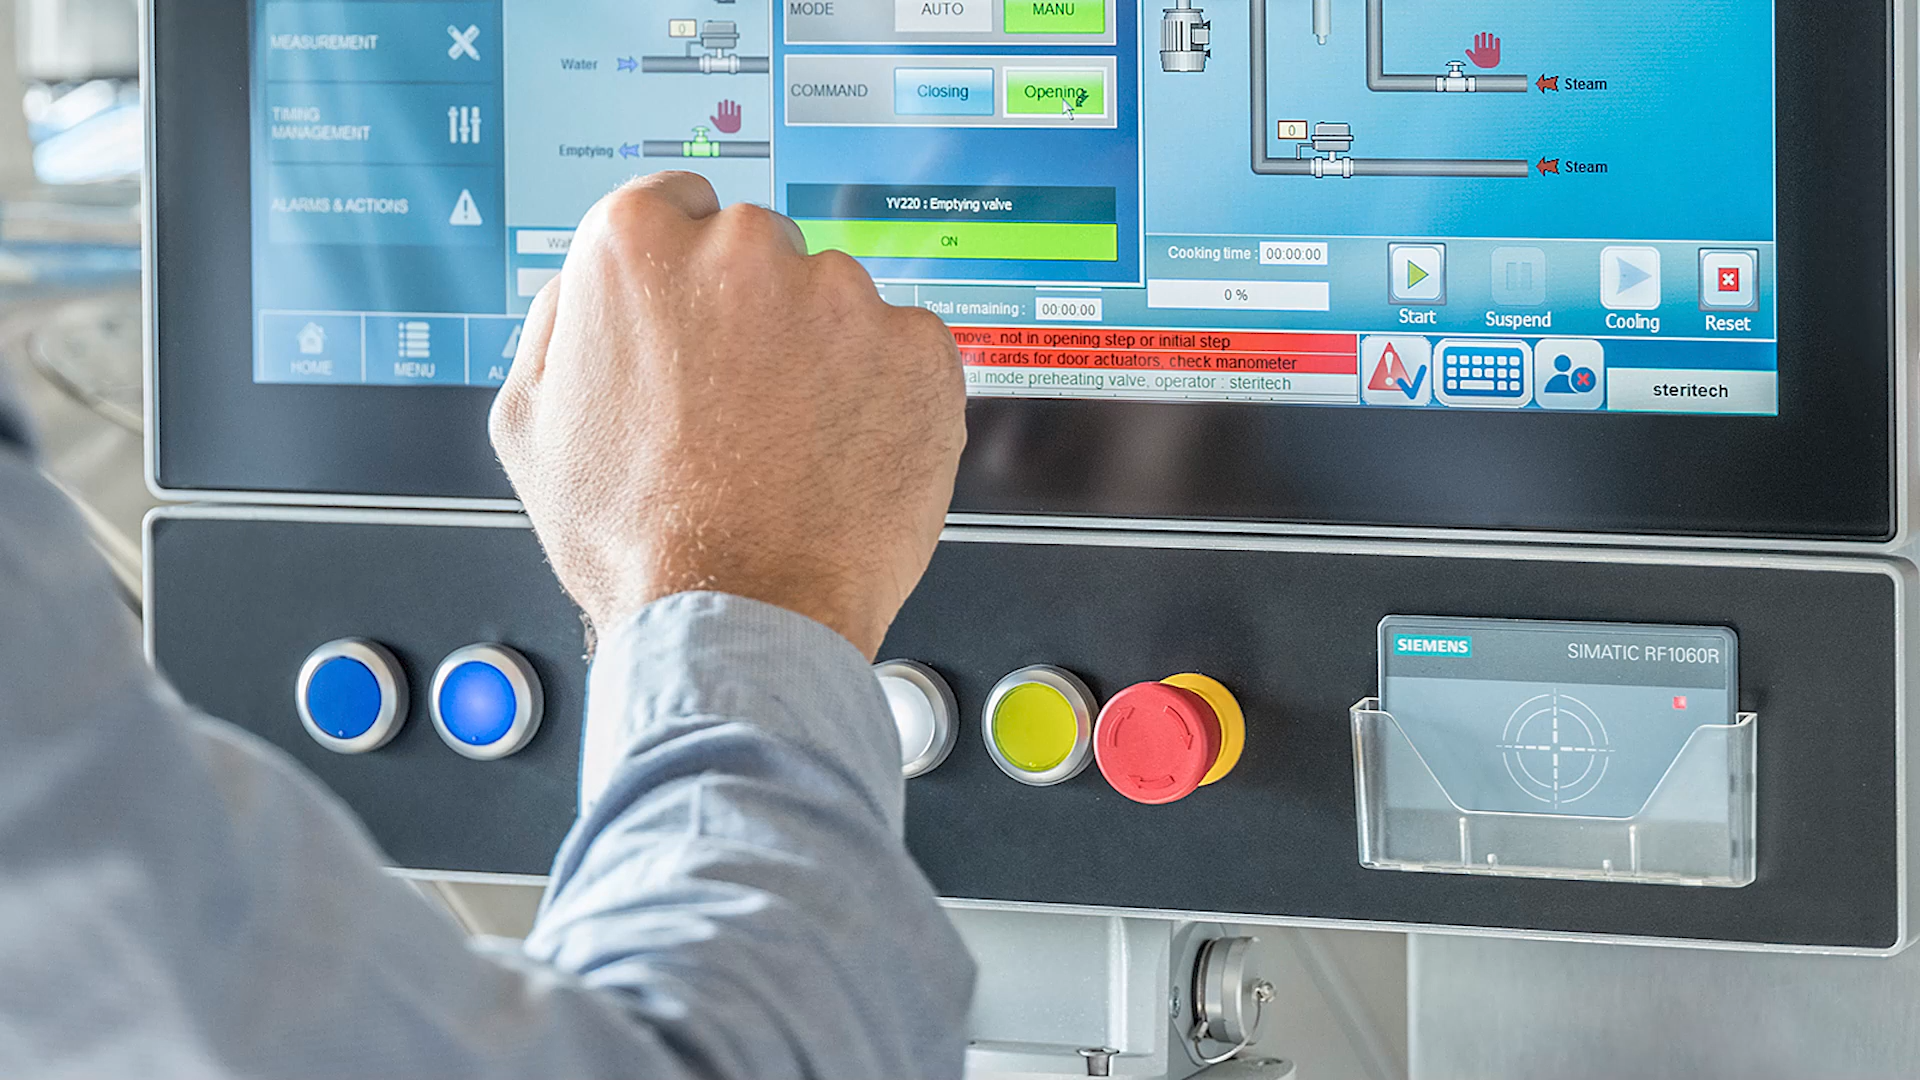 MEASUREMENT
TIMING
MANAGEMENT
ALARMS & ACTIONS
HOME
MENU
0
Water
Emptying
MODE
AUTO
MANU
COMMAND
Closing
Opening
YV220 : Emptying valve
ON
Total remaining :
00:00:00
Steam
0
Steam
Cooking time :
00:00:00
0 %
Start
Suspend
Cooling
Reset
move, not in opening step or initial step
cards for door actuators, check manometer
mode preheating valve, operator : steritech
steritech
SIEMENS
SIMATIC RF1060R